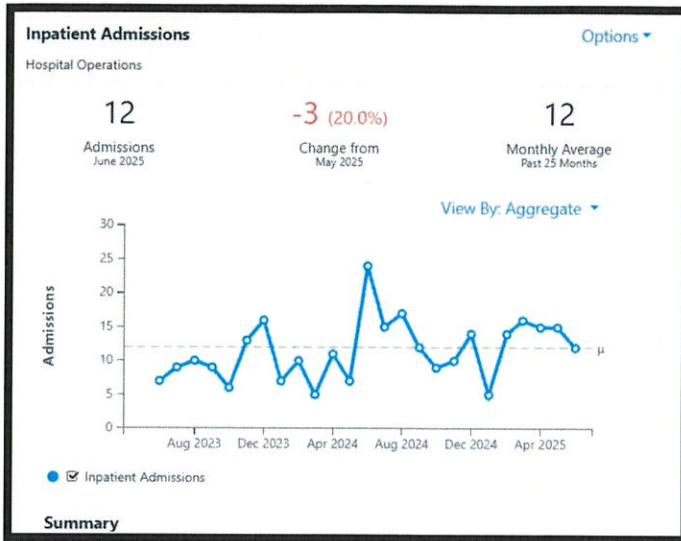 Inpatient Admissions
Options
Hospital Operations
12
-3 (20.0%)
12
Admissions
Change from
Monthly Average
June 2025
May 2025
Past 25 Months
View By: Aggregate
30
25
20
15
10
5
0
Admissions
μ
Aug 2023 Dec 2023 Apr 2024 Aug 2024 Dec 2024 Apr 2025
Inpatient Admissions
Summary